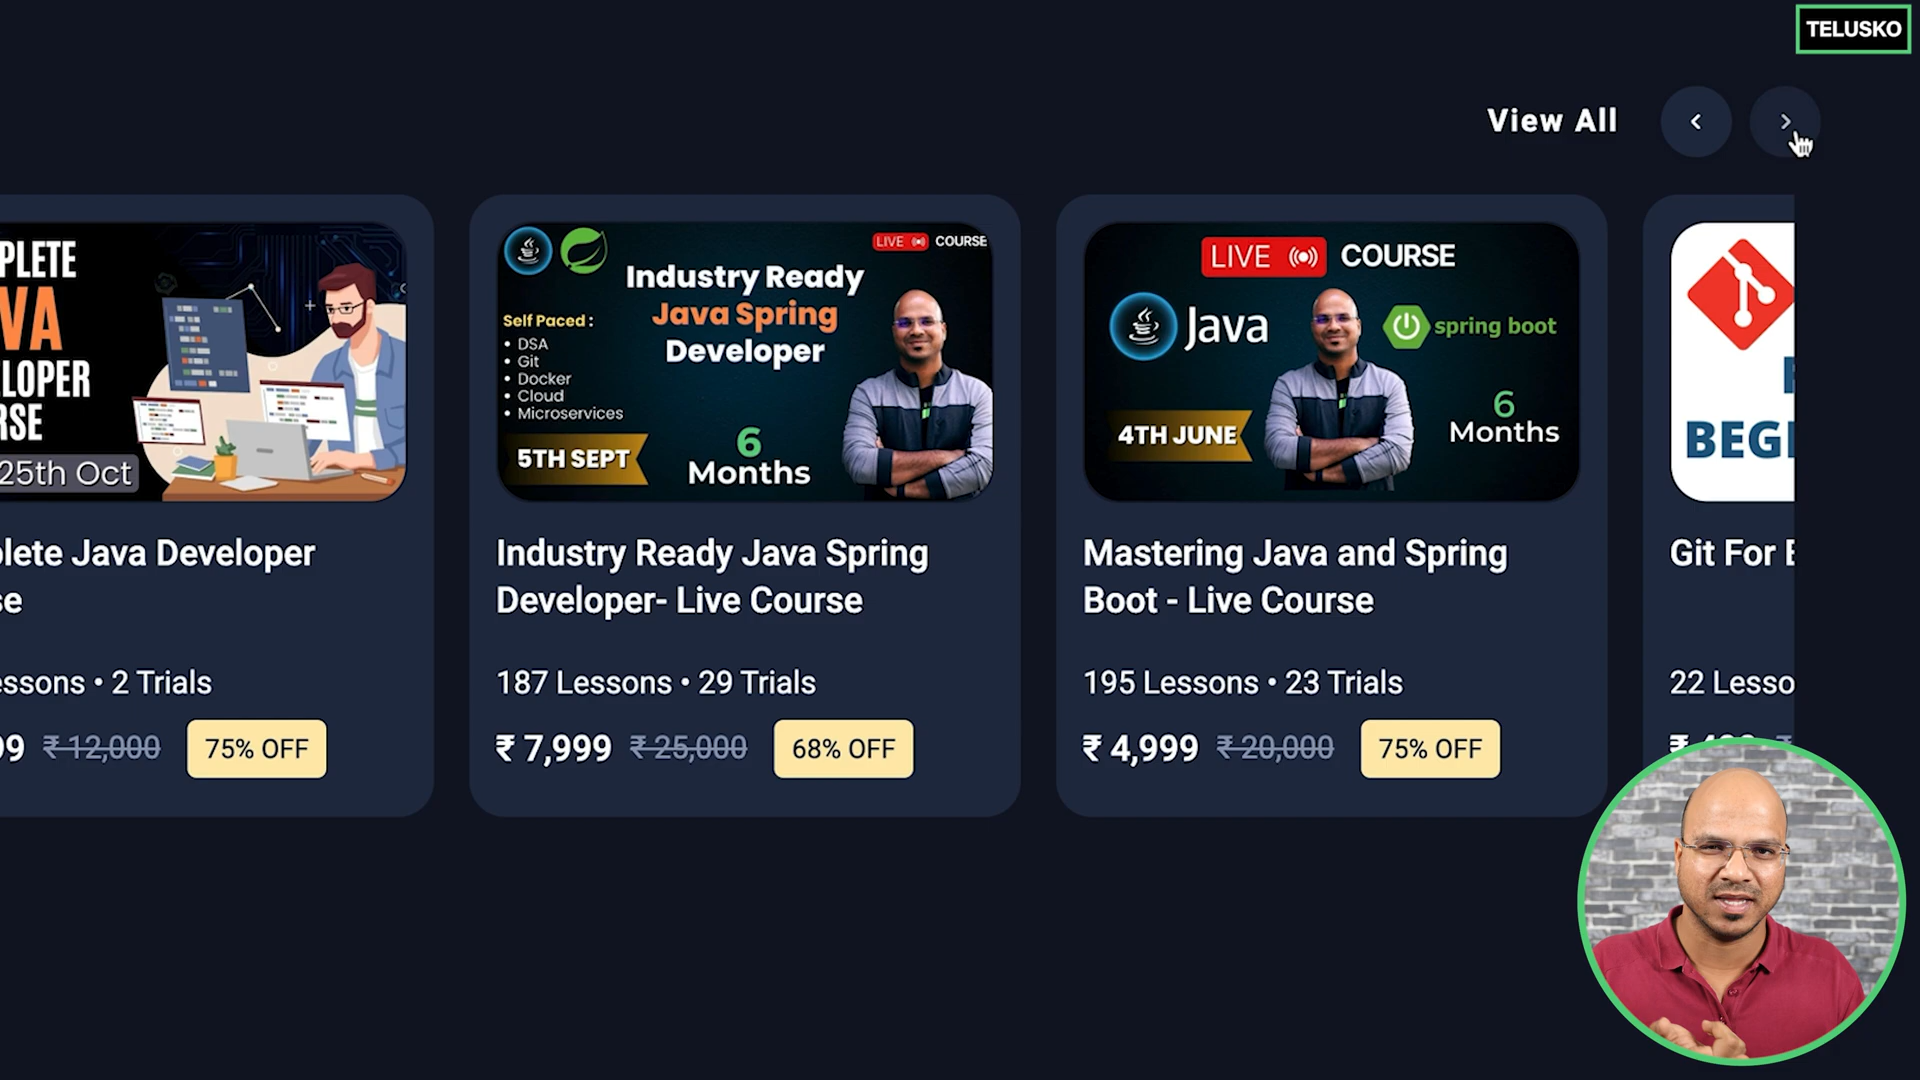 TELUSKO
View All
PLETE
VA
ELOPER
RSE
25th Oct
lete Java Developer
se
essons • 2 Trials
99 ₹ 12,000 75% OFF
LIVE COURSE
Industry Ready
Java Spring
Developer
Self Paced :
• DSA
• Git
• Docker
• Cloud
• Microservices
5TH SEPT
6
Months
Industry Ready Java Spring
Developer- Live Course
187 Lessons • 29 Trials
₹ 7,999 ₹ 25,000 68% OFF
LIVE COURSE
Java
spring boot
4TH JUNE
6
Months
Mastering Java and Spring
Boot - Live Course
195 Lessons • 23 Trials
₹ 4,999 ₹ 20,000 75% OFF
BEGI
Git For
22 Lesso